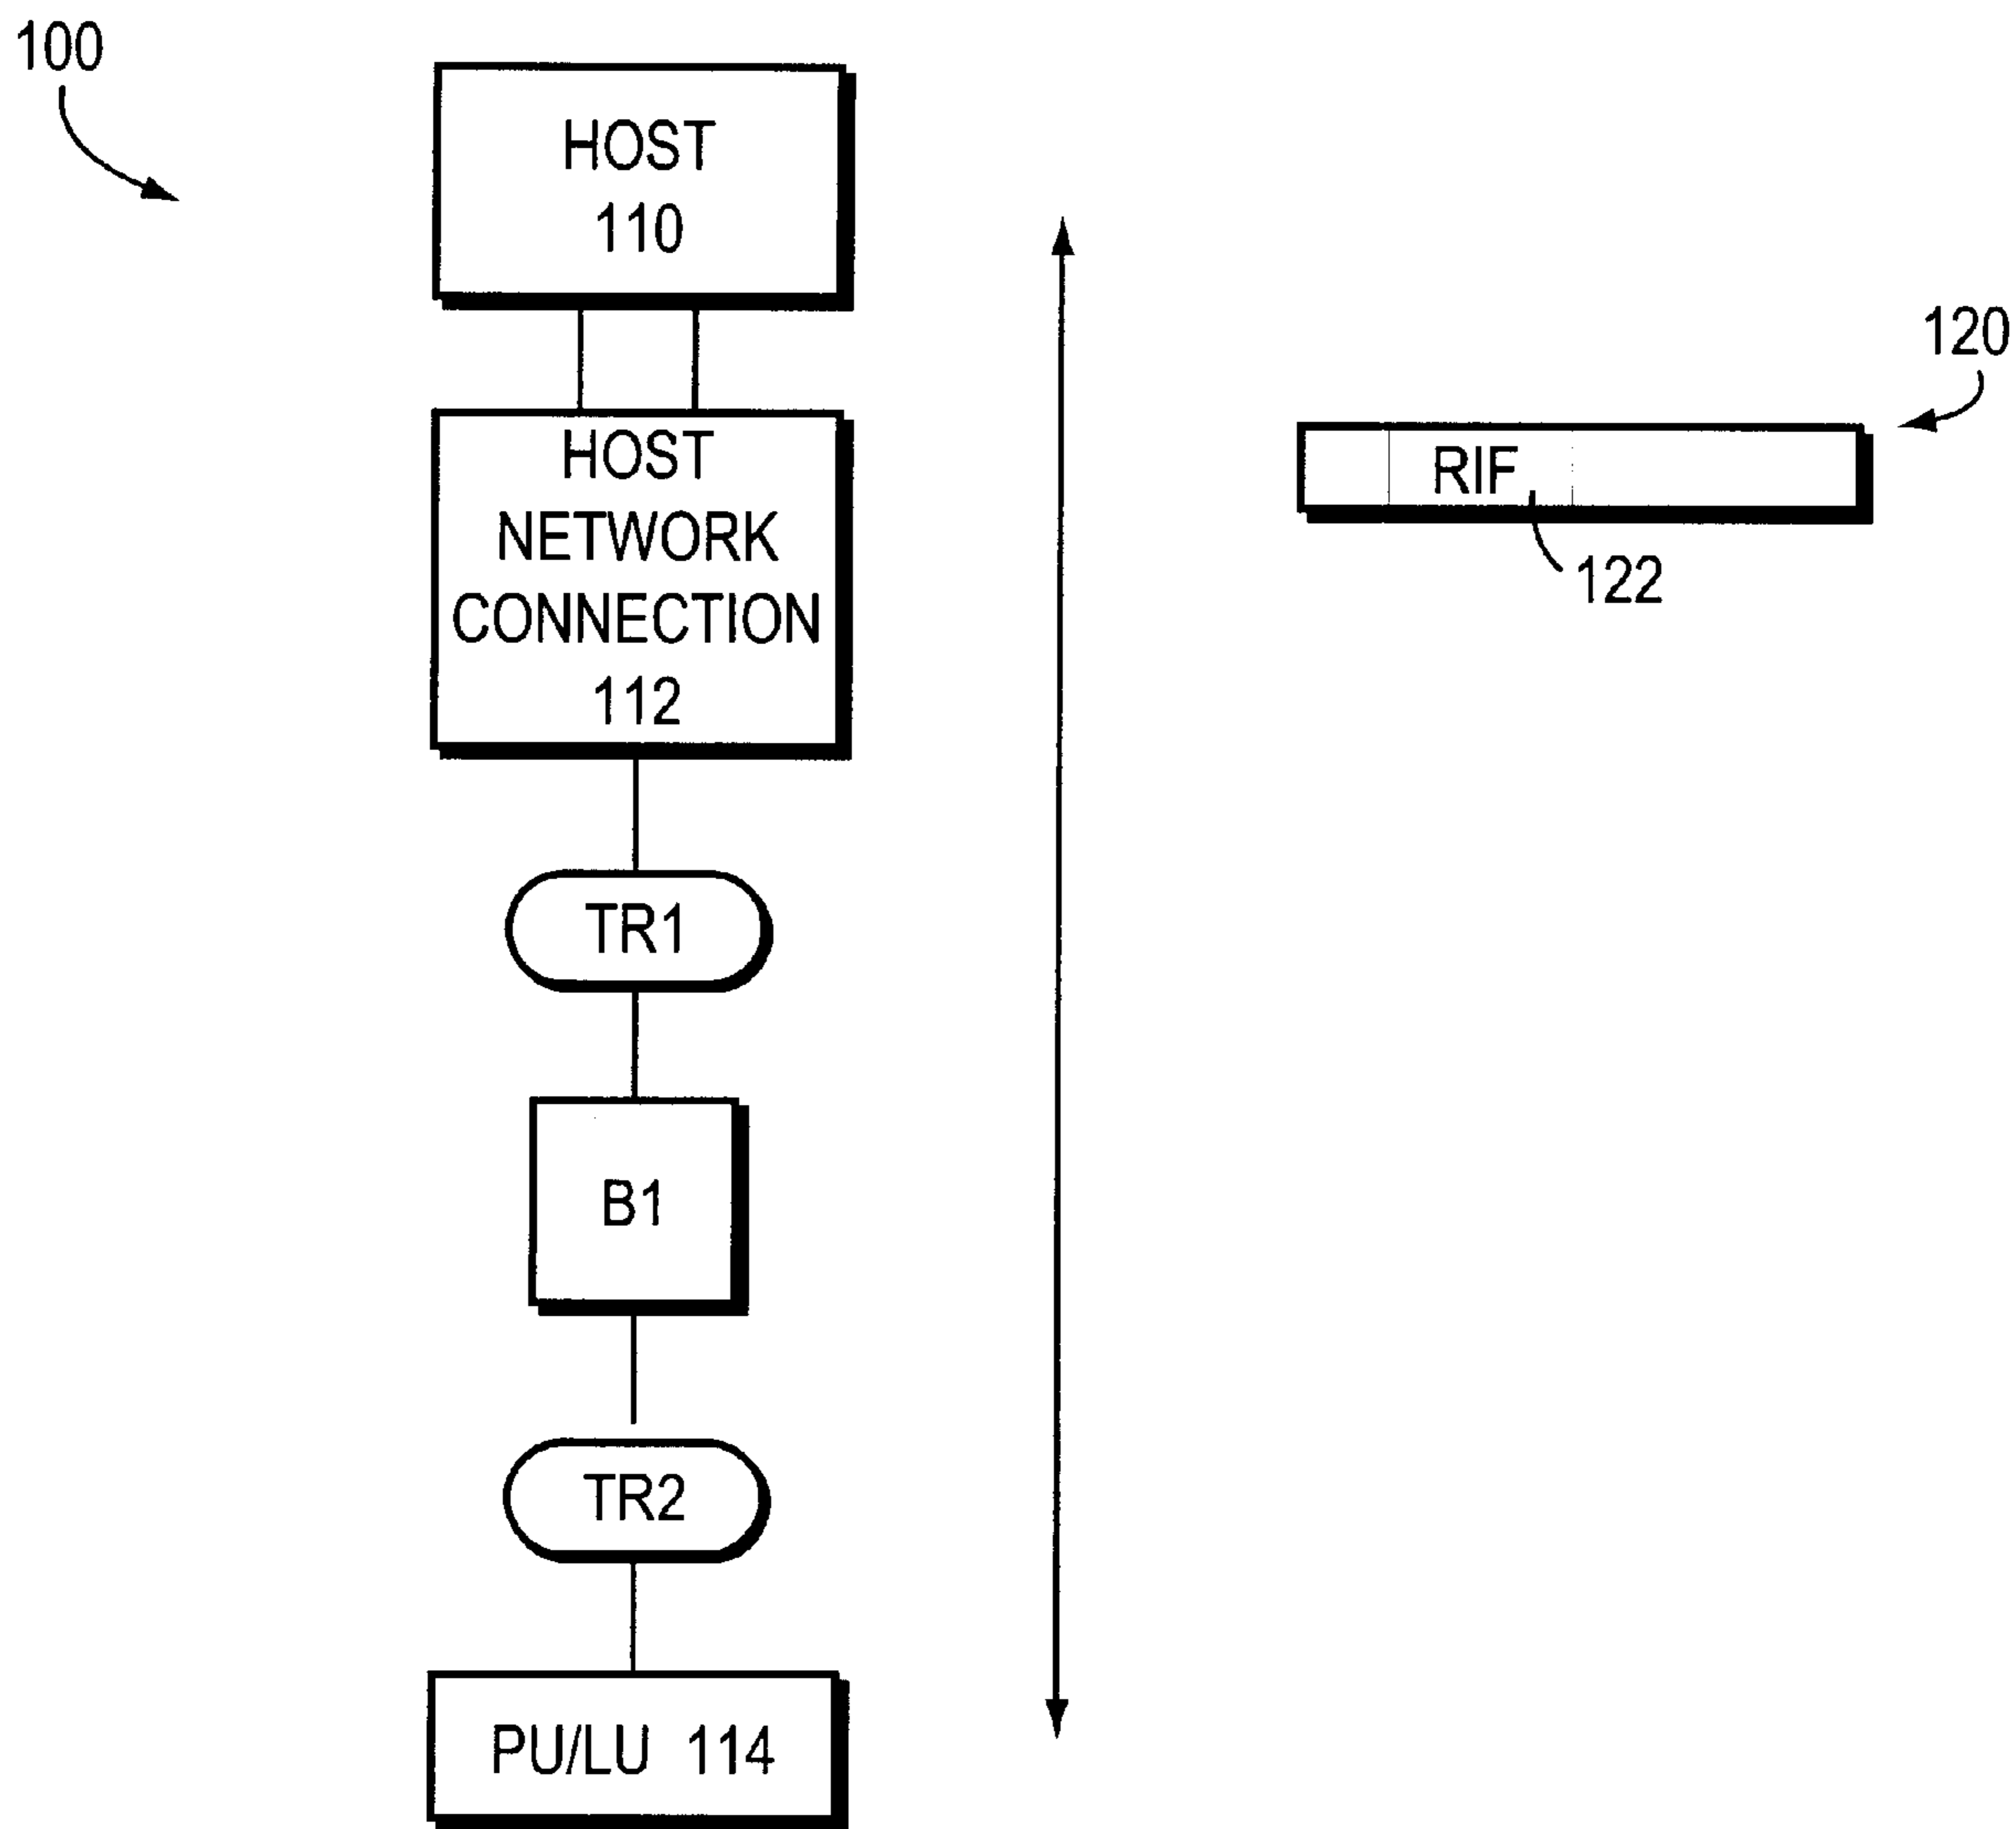 100
HOST
110
120
HOST
NETWORK
CONNECTION
112
RIF
122
TR1
B1
TR2
PU/LU 114